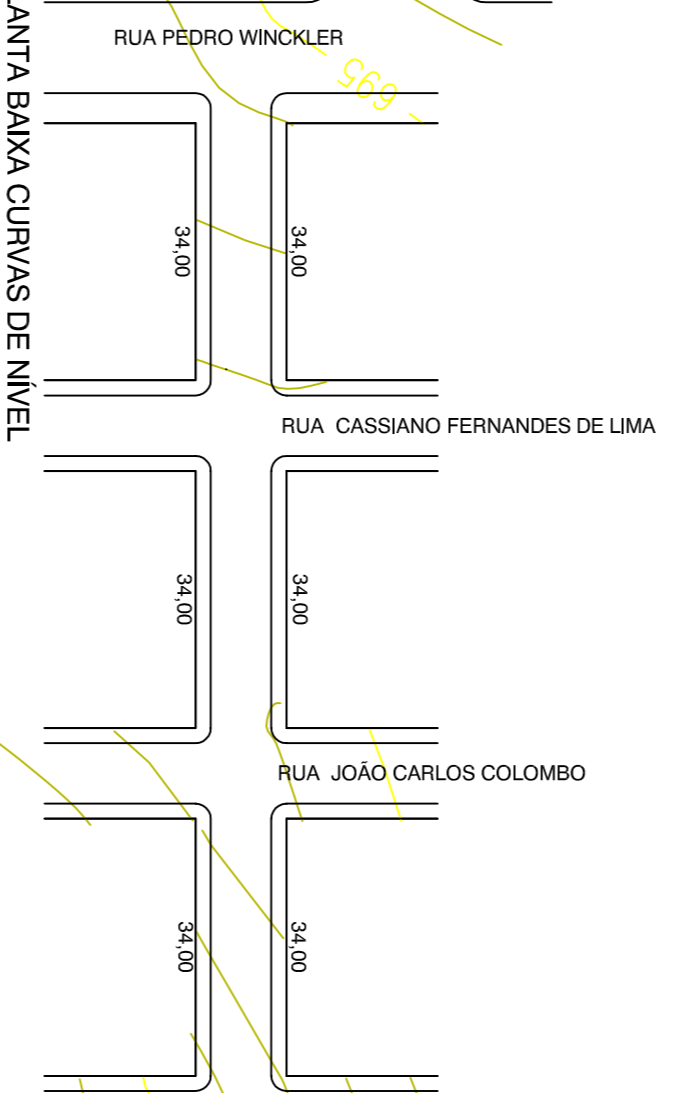 RUA PEDRO WINCKLER
695
LANTA BAIXA CURVAS DE NÍVEL
34,00
34,00
RUA CASSIANO FERNANDES DE LIMA
34,00
34,00
RUA JOÃO CARLOS COLOMBO
34,00
34,00